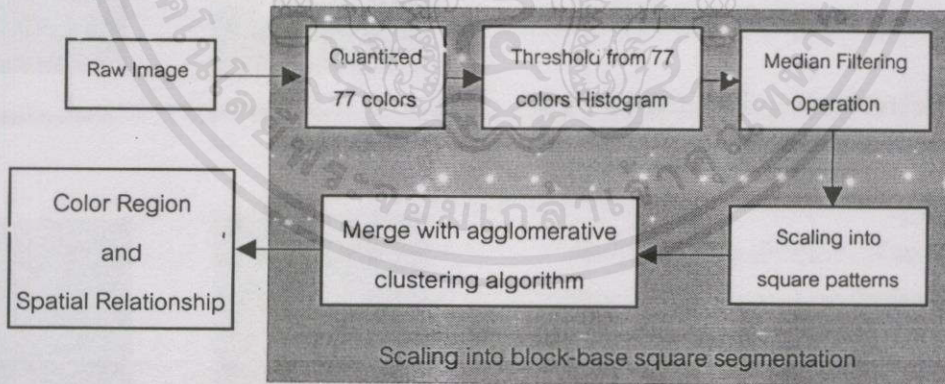 Raw Image
Quantized
77 colors
Threshold from 77
colors Histogram
Median Filtering
Operation
Scaling into
square patterns
Merge with agglomerative
clustering algorithm
Color Region
and
Spatial Relationship
Scaling into block-base square segmentation